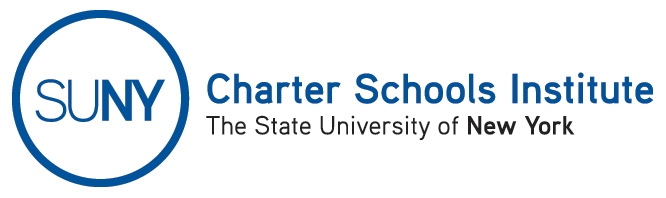 SUNY
Charter Schools Institute
The State University of New York